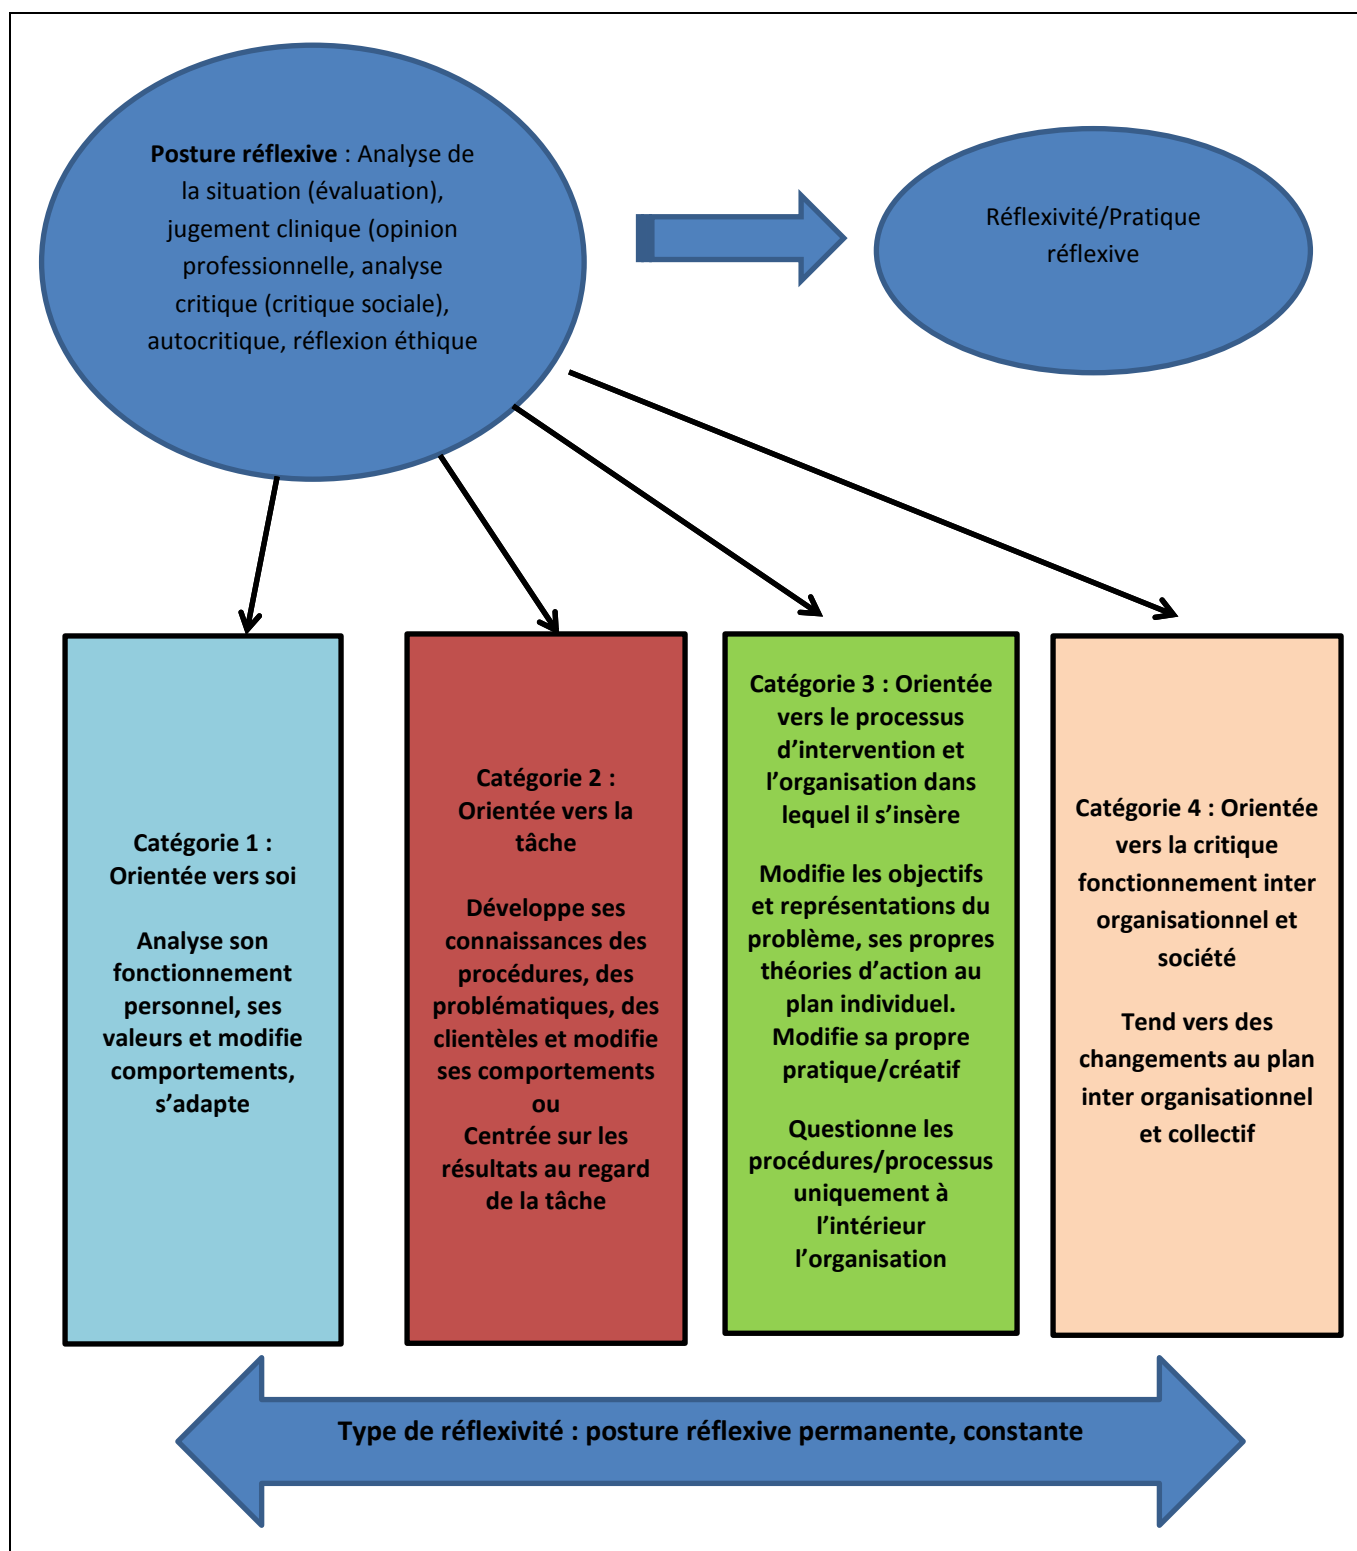 Posture réflexive : Analyse de
la situation (évaluation),
jugement clinique (opinion
professionnelle, analyse
critique (critique sociale),
autocritique, réflexion éthique
Réflexivité/Pratique
réflexive
Catégorie 1 :
Orientée vers soi
Analyse son
fonctionnement
personnel, ses
valeurs et modifie
comportements,
s’adapte
Catégorie 2 :
Orientée vers la
tâche
Développe ses
connaissances des
procédures, des
problématiques, des
clientèles et modifie
ses comportements
ou
Centrée sur les
résultats au regard
de la tâche
Catégorie 3 : Orientée
vers le processus
d’intervention et
l’organisation dans
lequel il s’insère
Modifie les objectifs
et représentations du
problème, ses propres
théories d’action au
plan individuel.
Modifie sa propre
pratique/créatif
Questionne les
procédures/processus
uniquement à
l’intérieur
l’organisation
Catégorie 4 : Orientée
vers la critique
fonctionnement inter
organisationnel et
société
Tend vers des
changements au plan
inter organisationnel
et collectif
Type de réflexivité : posture réflexive permanente, constante